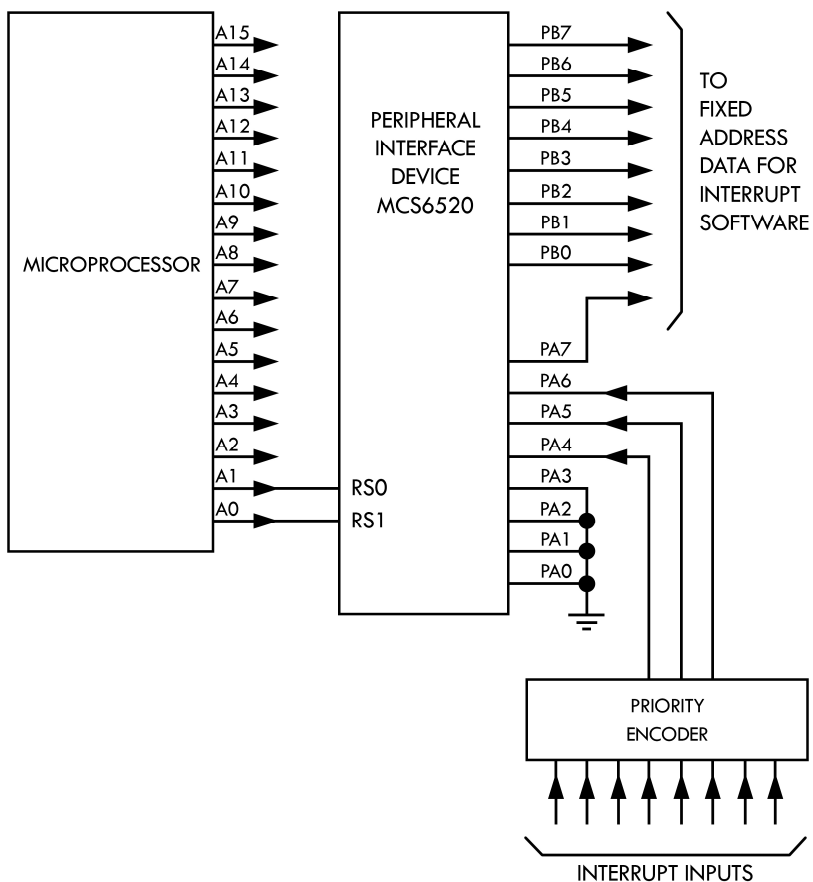 A15
A14
A13
A12
A11
A10
A9
A8
A7
A6
A5
A4
A3
A2
A1
A0
MICROPROCESSOR
PERIPHERAL
INTERFACE
DEVICE
MCS6520
RS0
RS1
PB7
PB6
PB5
PB4
PB3
PB2
PB1
PB0
PA7
PA6
PA5
PA4
PA3
PA2
PA1
PA0
TO
FIXED
ADDRESS
DATA FOR
INTERRUPT
SOFTWARE
PRIORITY
ENCODER
INTERRUPT INPUTS